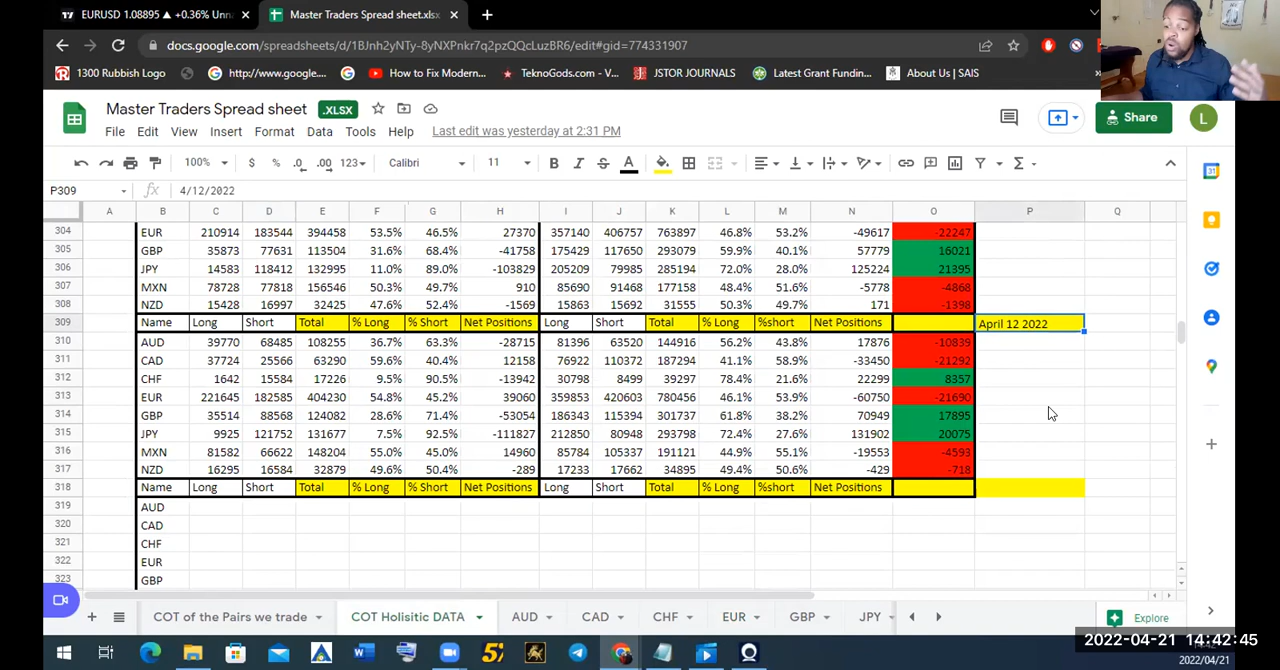 EURUSD 1.08895 ▲ +0.36% Unna
Master Traders Spread sheet.xlsx
docs.google.com/spreadsheets/d/1BJnh2yNTy-8yNXPnkr7q2pzQQcLuzBR6/edit#gid=774331907
1300 Rubbish Logo http://www.google.... How to Fix Modern... TeknoGods.com - V... JSTOR JOURNALS Latest Grant Fundin... About Us | SAIS »
Master Traders Spread sheet .XLSX
Share L
File Edit View Insert Format Data Tools Help Last edit was yesterday at 2:31 PM
100% $ % .0 .00 123 Calibri 11 B I S A
P309 fx 4/12/2022
A B C D E F G H I J K L M N O P Q
304 EUR 210914 183544 394458 53.5% 46.5% 27370 357140 406757 763897 46.8% 53.2% -49617 -22247
305 GBP 35873 77631 113504 31.6% 68.4% -41758 175429 117650 293079 59.9% 40.1% 57779 16021
306 JPY 14583 118412 132995 11.0% 89.0% -103829 205209 79985 285194 72.0% 28.0% 125224 21395
307 MXN 78728 77818 156546 50.3% 49.7% 910 85690 91468 177158 48.4% 51.6% -5778 -4868
308 NZD 15428 16997 32425 47.6% 52.4% -1569 15863 15692 31555 50.3% 49.7% 171 -1398
309 Name Long Short Total % Long % Short Net Positions Long Short Total % Long %short Net Positions April 12 2022
310 AUD 39770 68485 108255 36.7% 63.3% -28715 81396 63520 144916 56.2% 43.8% 17876 -10839
311 CAD 37724 25566 63290 59.6% 40.4% 12158 76922 110372 187294 41.1% 58.9% -33450 -21292
312 CHF 1642 15584 17226 9.5% 90.5% -13942 30798 8499 39297 78.4% 21.6% 22299 8357
313 EUR 221645 182585 404230 54.8% 45.2% 39060 359853 420603 780456 46.1% 53.9% -60750 -21690
314 GBP 35514 88568 124082 28.6% 71.4% -53054 186343 115394 301737 61.8% 38.2% 70949 17895
315 JPY 9925 121752 131677 7.5% 92.5% -111827 212850 80948 293798 72.4% 27.6% 131902 20075
316 MXN 81582 66622 148204 55.0% 45.0% 14960 85784 105337 191121 44.9% 55.1% -19553 -4593
317 NZD 16295 16584 32879 49.6% 50.4% -289 17233 17662 34895 49.4% 50.6% -429 -718
318 Name Long Short Total % Long % Short Net Positions Long Short Total % Long %short Net Positions
319 AUD
320 CAD
321 CHF
322 EUR
323 GBP
COT of the Pairs we trade COT Holisitic DATA AUD CAD CHF EUR GBP JPY Explore
2022-04-21 14:42:45
2022/04/21